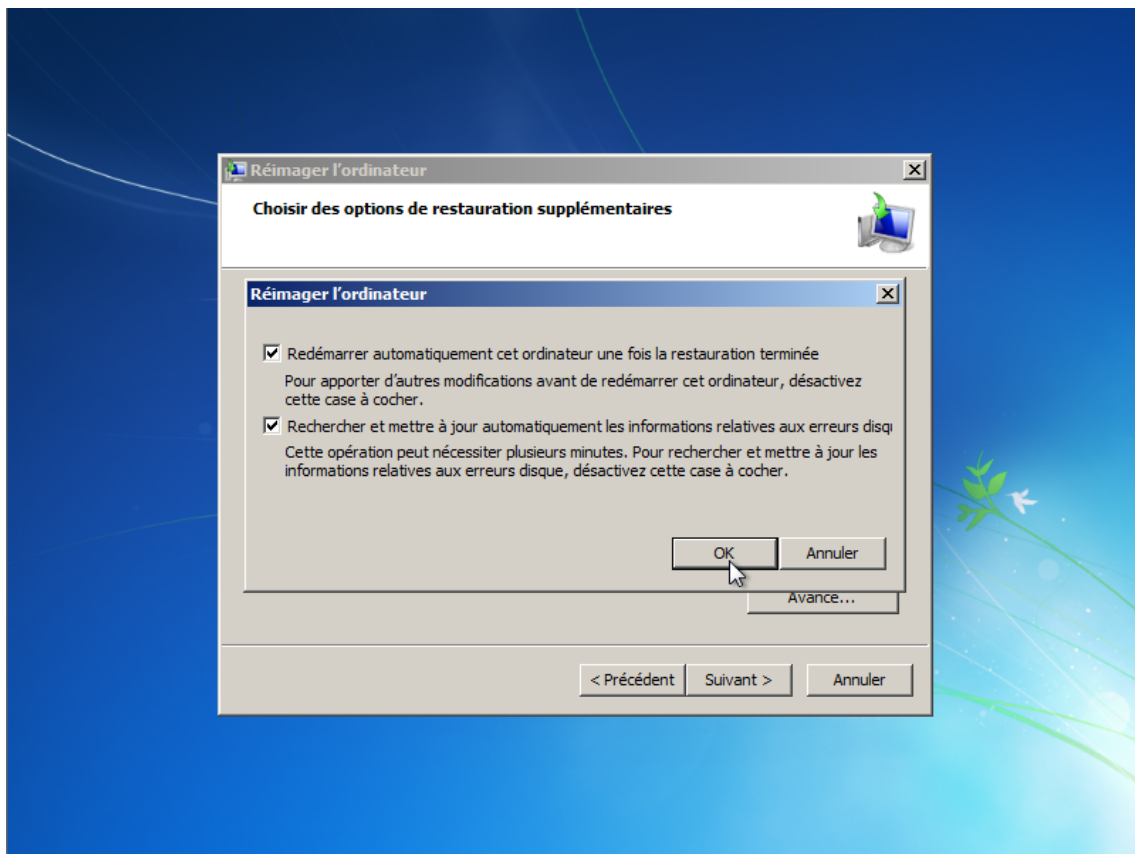 Réimager l'ordinateur
Choisir des options de restauration supplémentaires
Réimager l'ordinateur
Redémarrer automatiquement cet ordinateur une fois la restauration terminée
Pour apporter d'autres modifications avant de redémarrer cet ordinateur, désactivez
cette case à cocher.
Rechercher et mettre à jour automatiquement les informations relatives aux erreurs disqu
Cette opération peut nécessiter plusieurs minutes. Pour rechercher et mettre à jour les
informations relatives aux erreurs disque, désactivez cette case à cocher.
OK Annuler
Avancé...
< Précédent Suivant > Annuler